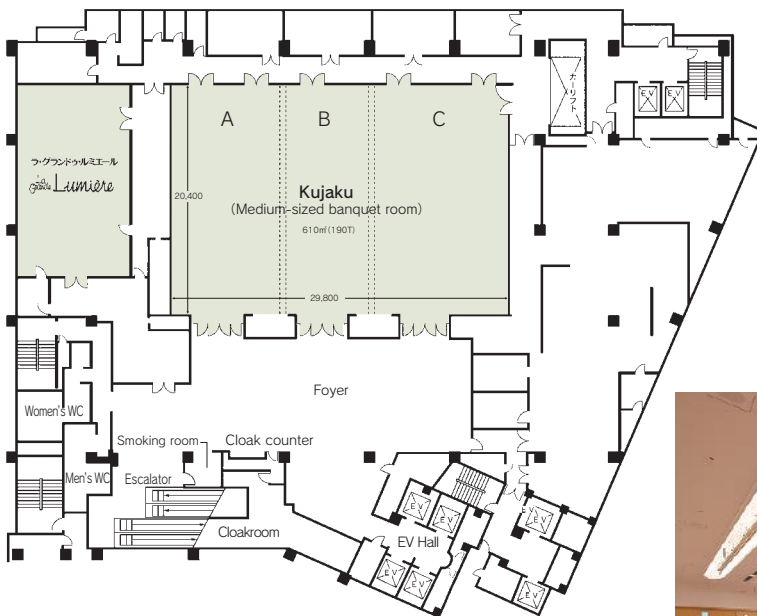 A
B
C
カーリフト
EV
EV
ラ・グランドゥ・ルミエール
La Grande Lumière
20,400
Kujaku
(Medium-sized banquet room)
610㎡(190T)
29,800
Foyer
Women's WC
Smoking room
Cloak counter
Men's WC
Escalator
Cloakroom
EV Hall
EV
EV
EV
EV
EV
EV